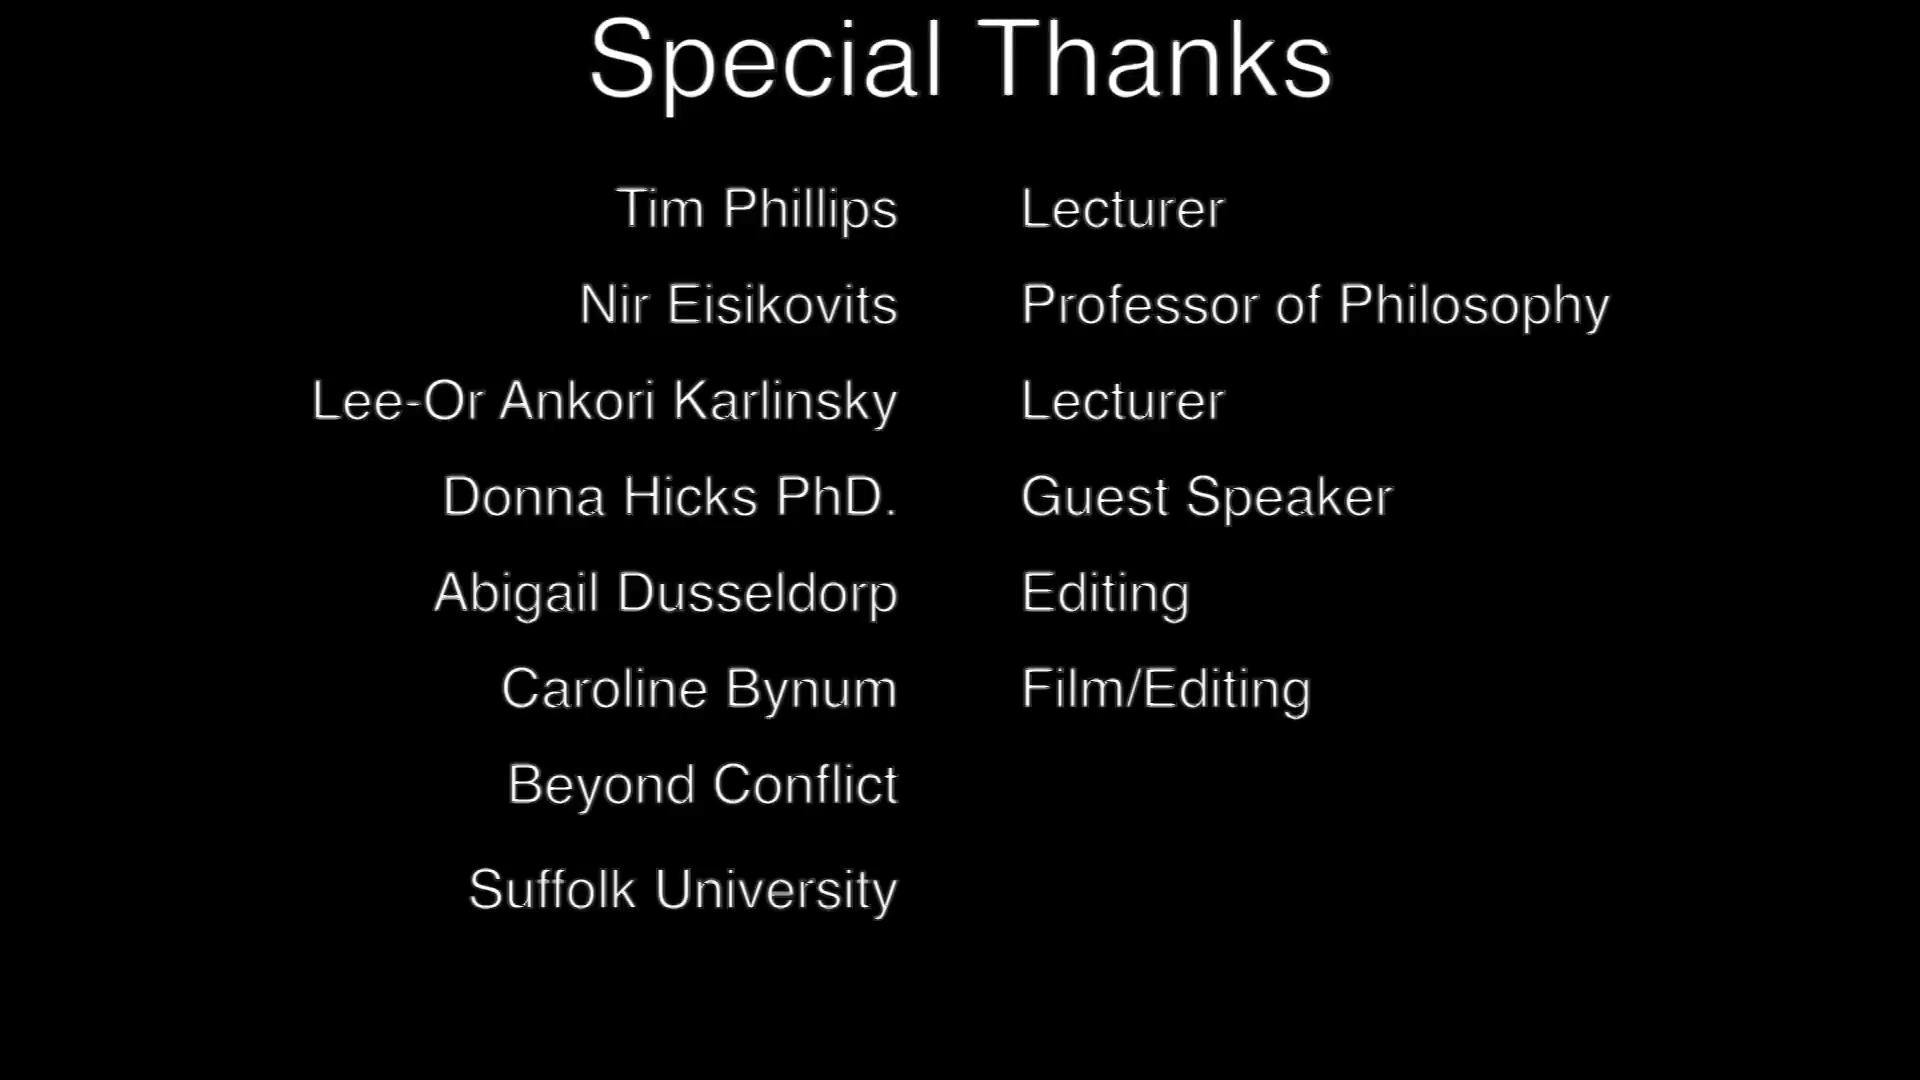 Special Thanks
Tim Phillips Lecturer
Nir Eisikovits Professor of Philosophy
Lee-Or Ankori Karlinsky Lecturer
Donna Hicks PhD. Guest Speaker
Abigail Dusseldorp Editing
Caroline Bynum Film/Editing
Beyond Conflict
Suffolk University